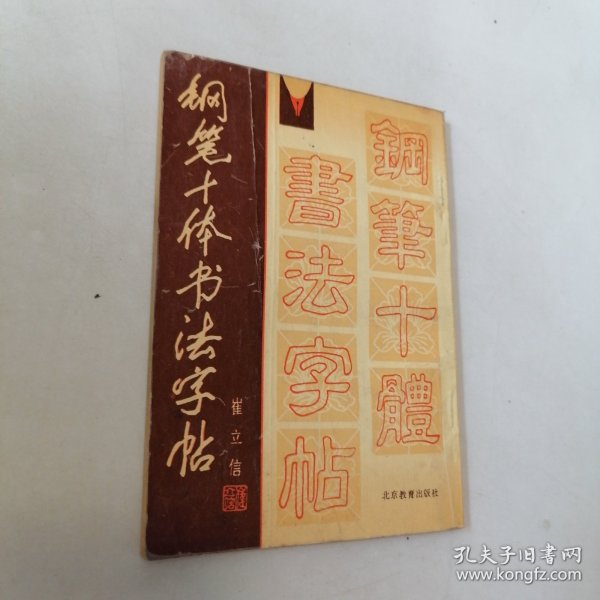 钢笔十体书法字帖
崔立信
鋼筆十體
書法字帖
北京教育出版社
孔夫子旧书网
www.kongfz.com